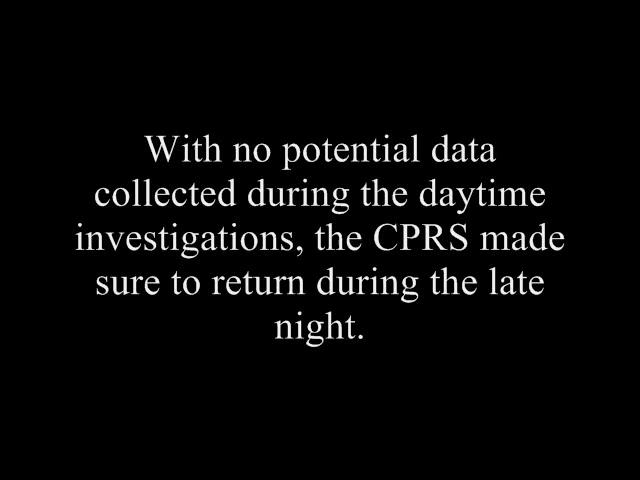 With no potential data
collected during the daytime
investigations, the CPRS made
sure to return during the late
night.